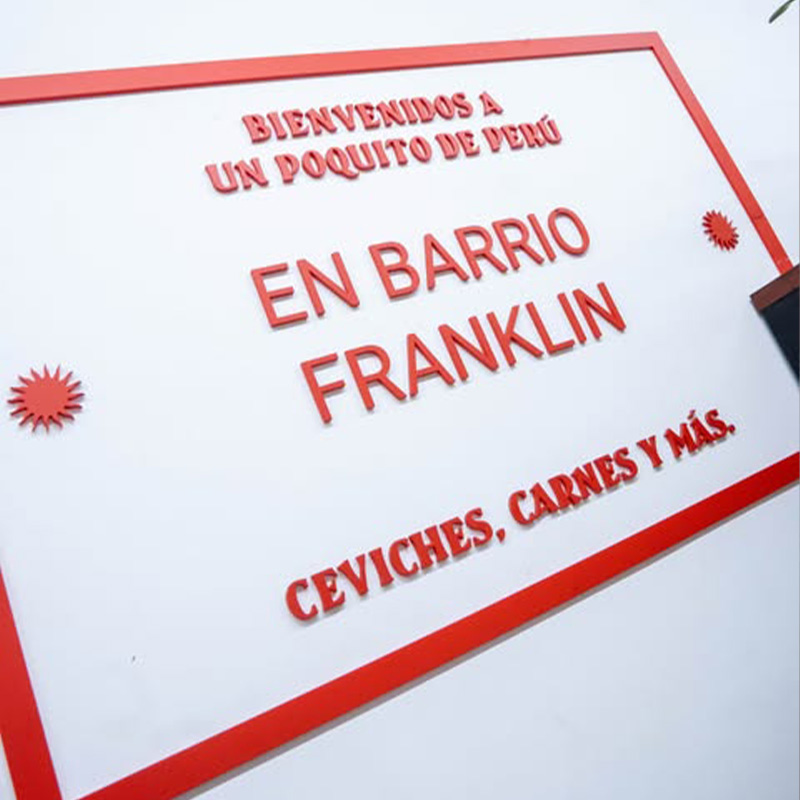 BIENVENIDOS A
UN POQUITO DE PERÚ
EN BARRIO
FRANKLIN
CEVICHES, CARNES Y MÁS.